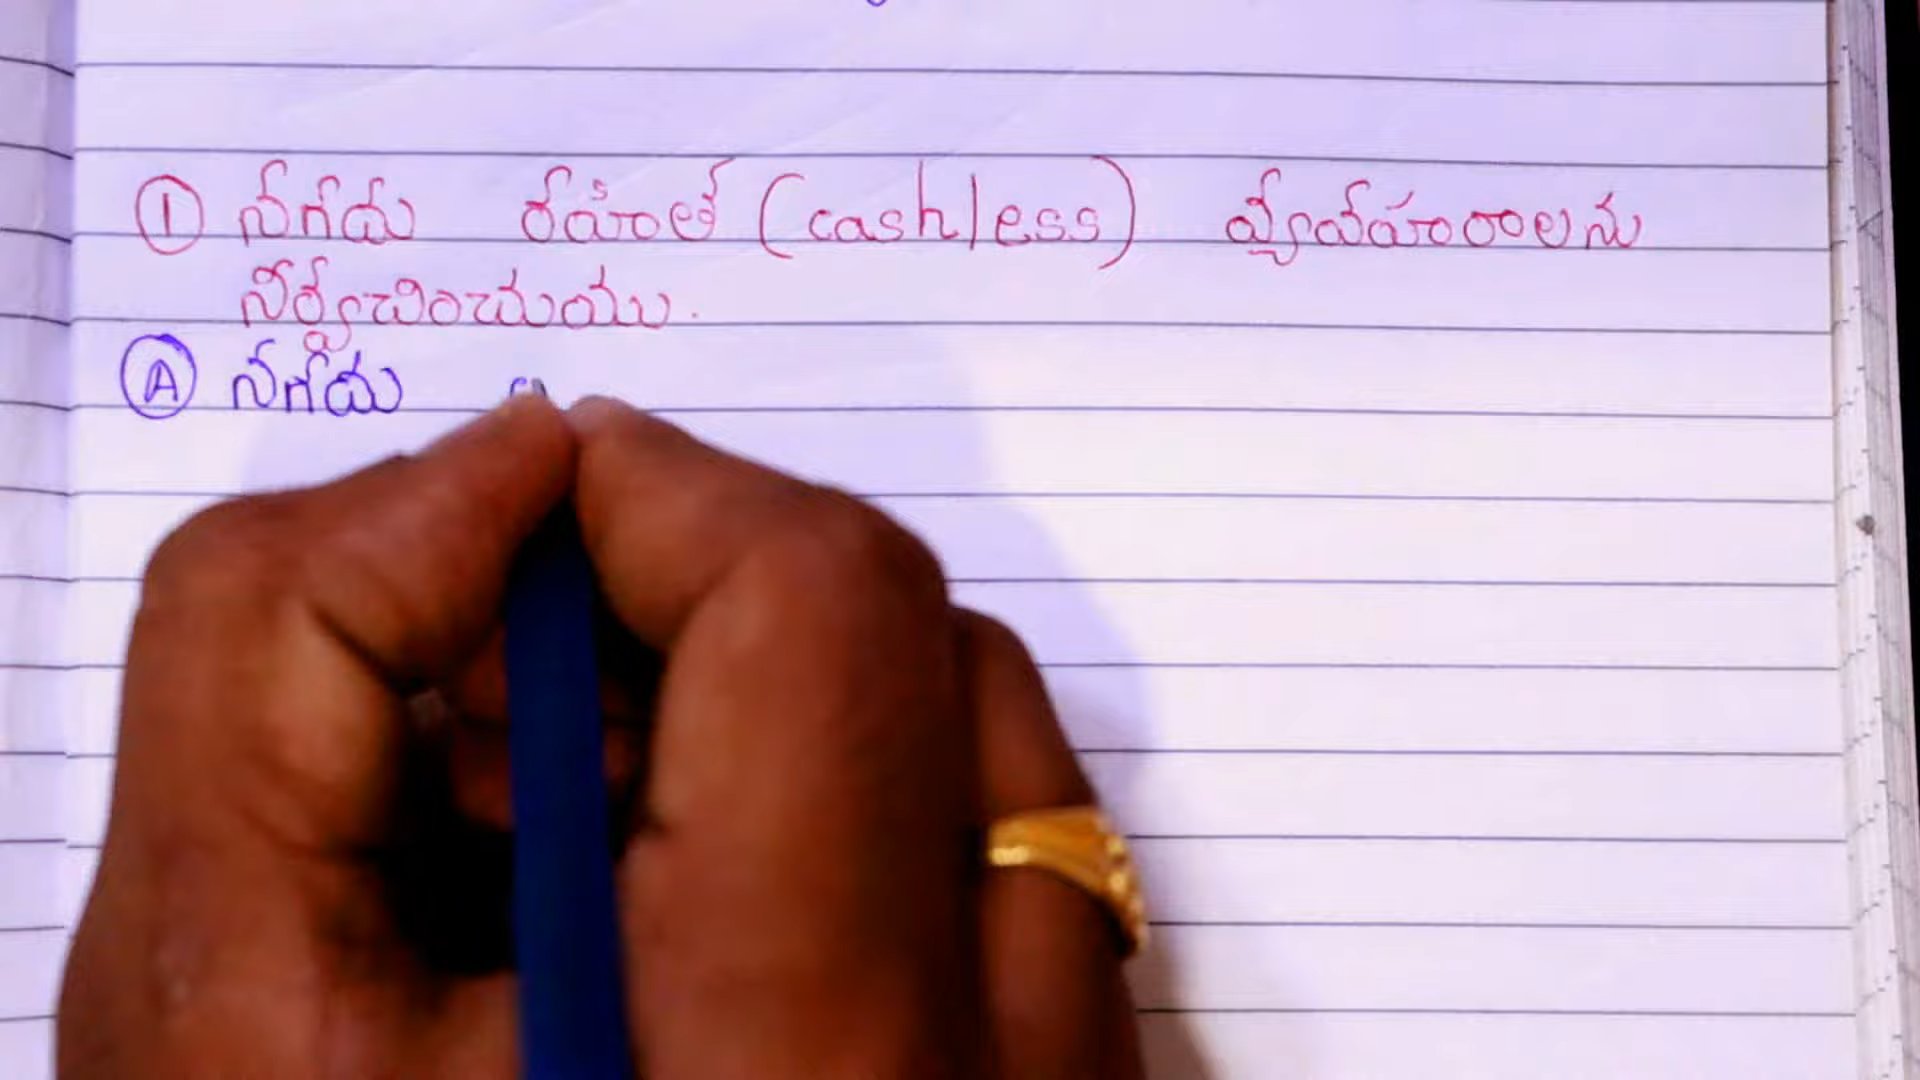 ① నగదు రహిత (cashless) వ్యవహారాలను
నిర్వచించుము.
Ⓐ నగదు